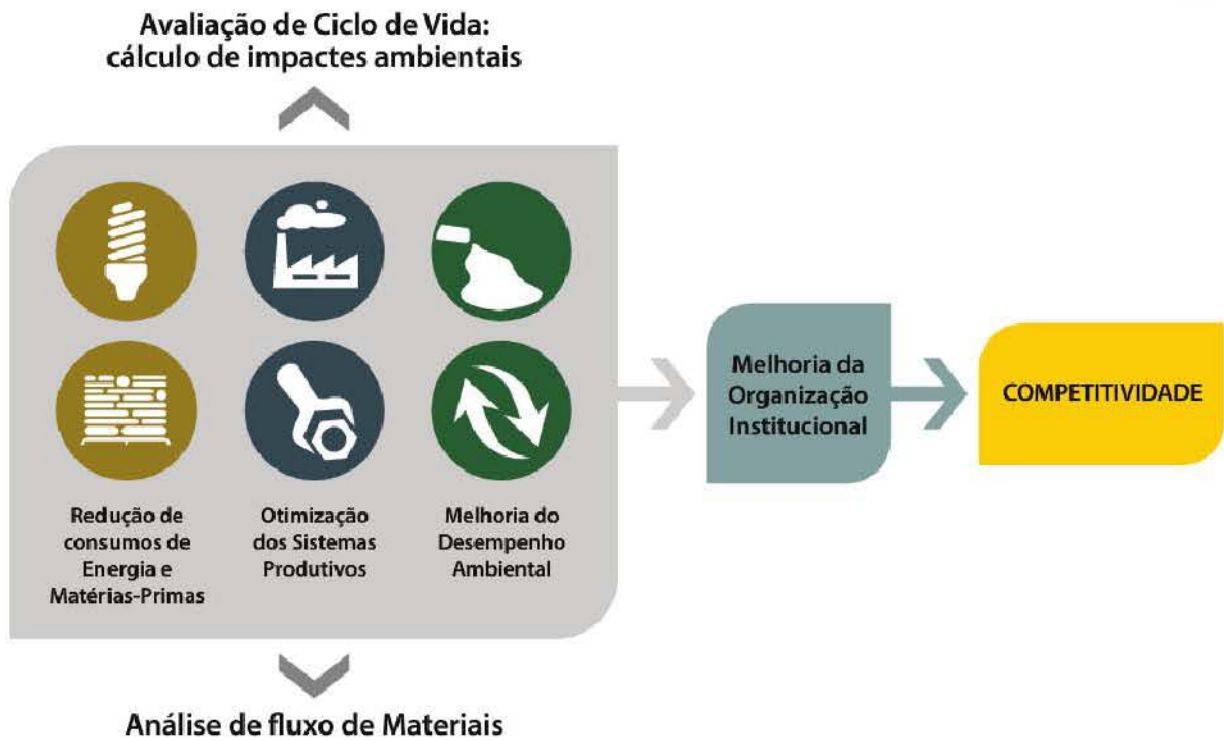 Avaliação de Ciclo de Vida:
cálculo de impactes ambientais
Redução de
consumos de
Energia e
Matérias-Primas
Otimização
dos Sistemas
Produtivos
Melhoria do
Desempenho
Ambiental
Melhoria da
Organização
Institucional
COMPETITIVIDADE
Análise de fluxo de Materiais